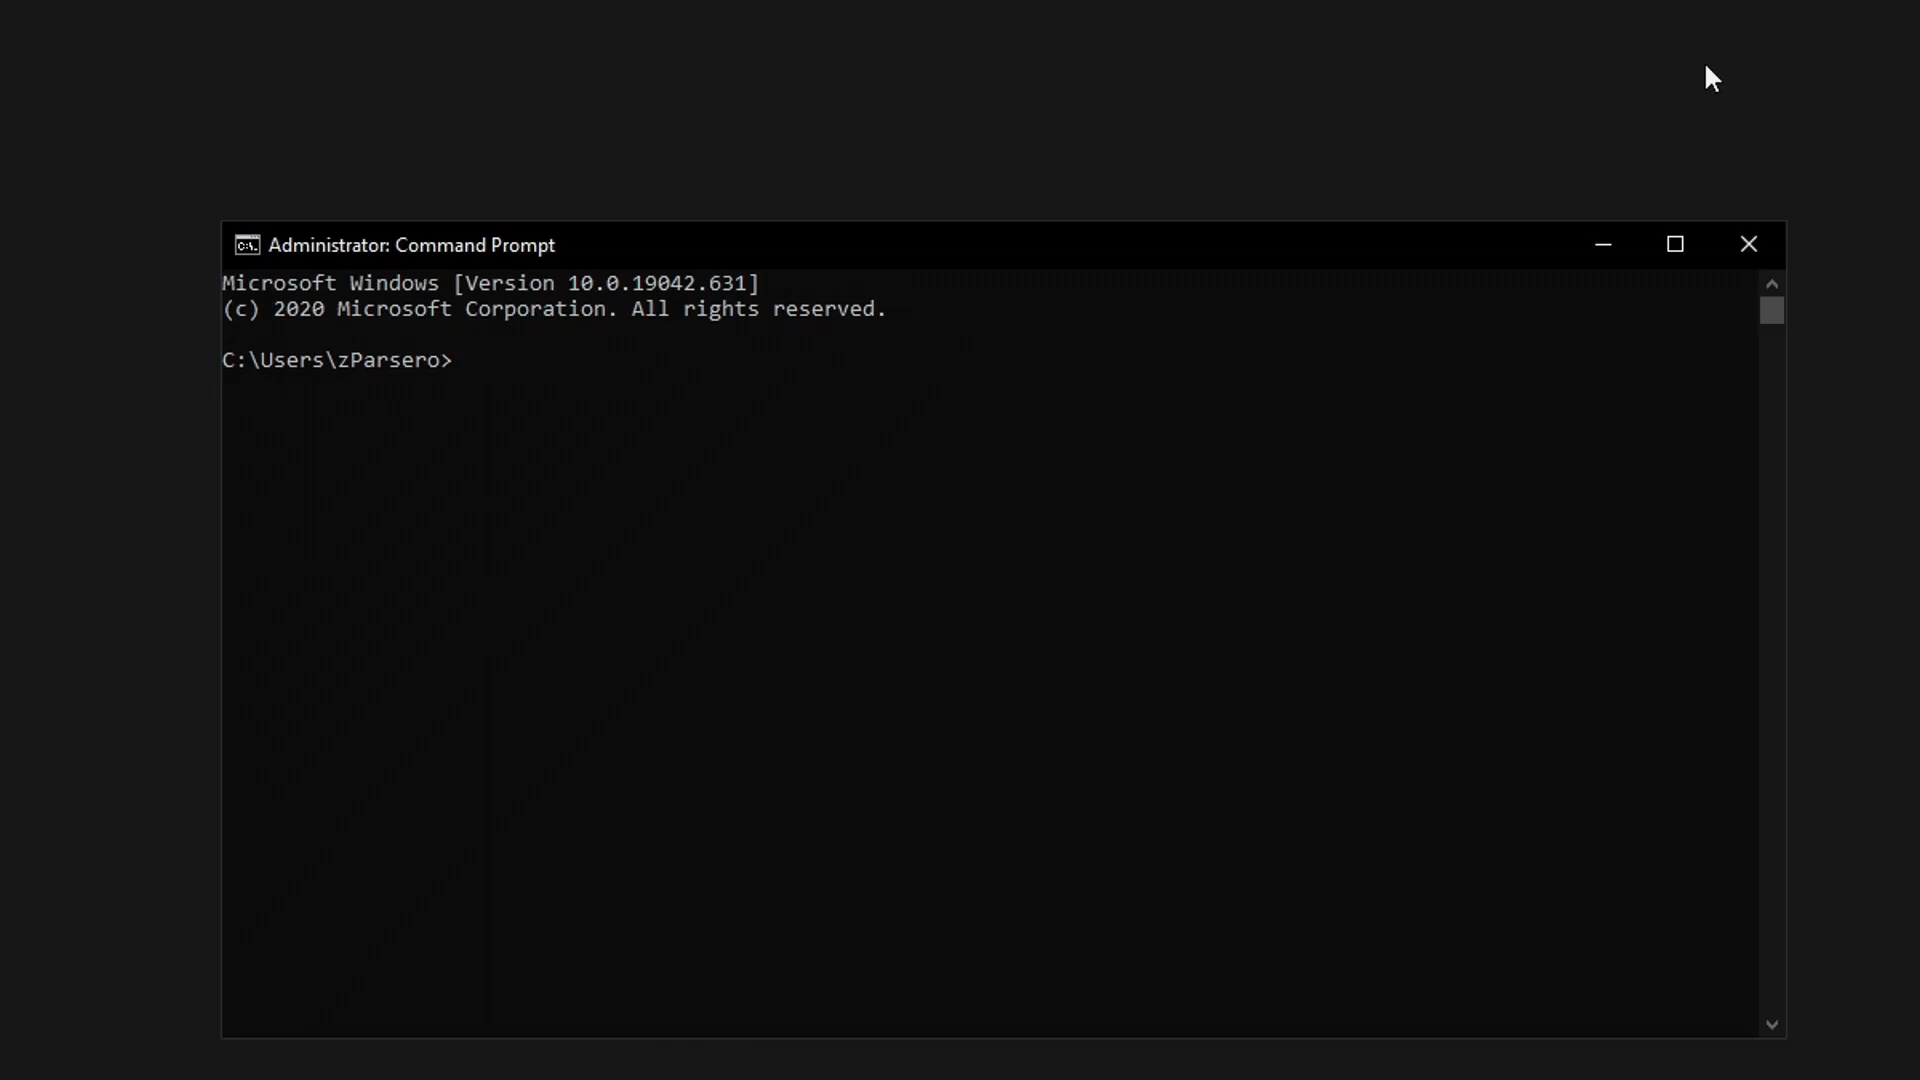 Administrator: Command Prompt
Microsoft Windows [Version 10.0.19042.631]
(c) 2020 Microsoft Corporation. All rights reserved.
C:\Users\zParsero>